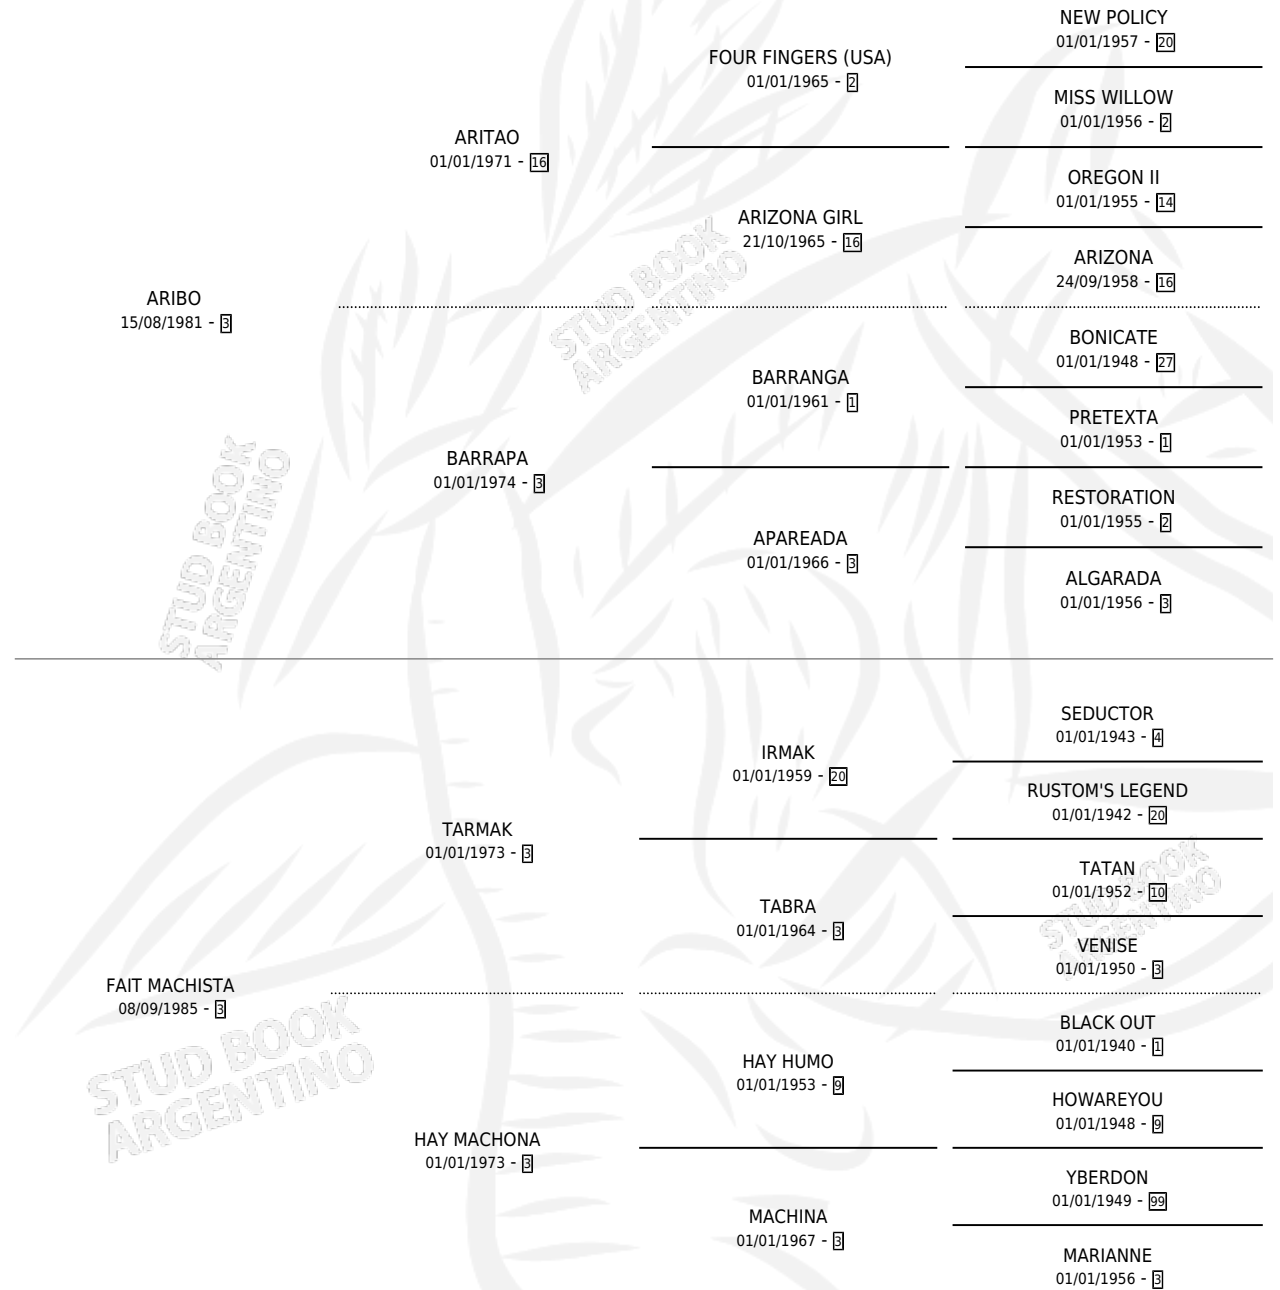 NEW POLICY
01/01/1957 - 20
FOUR FINGERS (USA)
01/01/1965 - 2
MISS WILLOW
01/01/1956 - 2
ARITAO
01/01/1971 - 16
OREGON II
01/01/1955 - 14
ARIZONA GIRL
21/10/1965 - 16
ARIZONA
24/09/1958 - 16
STUD BOOK
ARGENTINO
ARIBO
15/08/1981 - 3
BONICATE
01/01/1948 - 27
BARRANGA
01/01/1961 - 1
PRETEXTA
01/01/1953 - 1
BARRAPA
01/01/1974 - 3
RESTORATION
01/01/1955 - 2
APAREADA
01/01/1966 - 3
ALGARADA
01/01/1956 - 3
STUD BOOK
ARGENTINO
SEDUCTOR
01/01/1943 - 4
IRMAK
01/01/1959 - 20
RUSTOM'S LEGEND
01/01/1942 - 20
TARMAK
01/01/1973 - 3
TATAN
01/01/1952 - 10
TABRA
01/01/1964 - 3
VENISE
01/01/1950 - 3
STUD BOOK
ARGENTINO
FAIT MACHISTA
08/09/1985 - 3
BLACK OUT
01/01/1940 - 1
HAY HUMO
01/01/1953 - 9
HOWAREYOU
01/01/1948 - 9
STUD BOOK
ARGENTINO
HAY MACHONA
01/01/1973 - 3
YBERDON
01/01/1949 - 99
MACHINA
01/01/1967 - 3
MARIANNE
01/01/1956 - 3